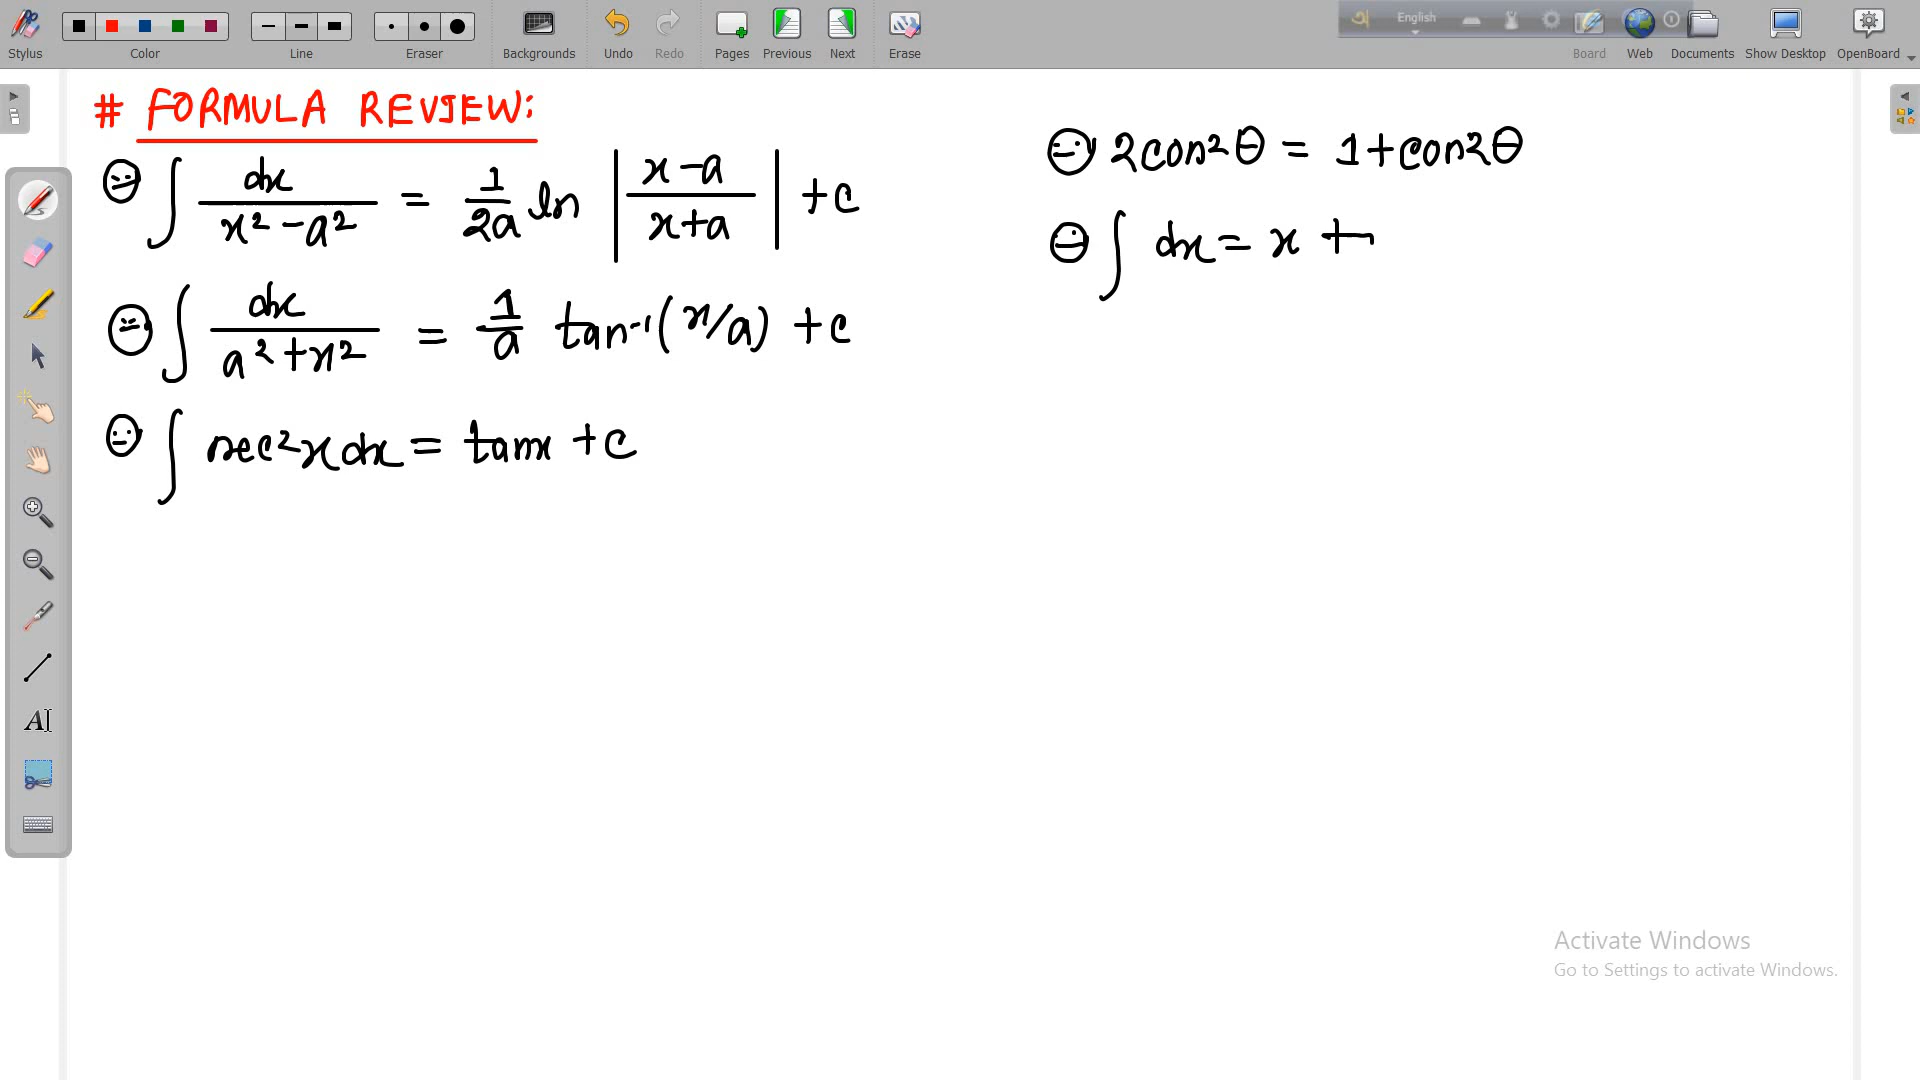 Stylus Color Line Eraser Backgrounds Undo Redo Pages Previous Next Erase English Board Web Documents Show Desktop OpenBoard
# FORMULA REVIEW:
∫ dx/(x² - a²) = 1/2a ln |(x-a)/(x+a)| + c
∫ dx/(a² + x²) = 1/a tan⁻¹(x/a) + c
∫ sec²x dx = tanx + c
2cos²θ = 1+cos2θ
∫ dx = x +
Activate Windows
Go to Settings to activate Windows.